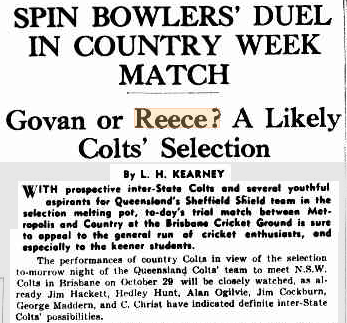 SPIN BOWLERS' DUEL
IN COUNTRY WEEK
MATCH
Govan or Reece? A Likely
Colts' Selection
By L. H. KEARNEY
WITH prospective inter-State Colts and several youthful
aspirants for Queensland's Sheffield Shield team in the
selection melting pot, to-day's trial match between Met-
ropolis and Country at the Brisbane Cricket Ground is sure
to appeal to the general run of cricket enthusiasts, and
especially to the keener students.
The performances of country Colts in view of the selection
to-morrow night of the Queensland Colts' team to meet N.S.W.
Colts in Brisbane on October 29 will be closely watched, as al-
ready Jim Hackett, Hedley Hunt, Alan Ogilvie, Jim Cockburn,
George Maddern, and C. Christ have indicated definite inter-State
Colts' possibilities.